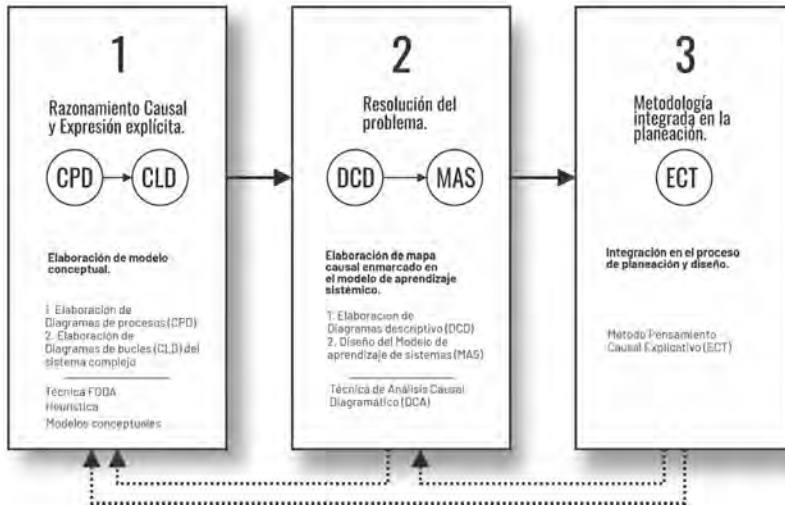 1
Razonamiento Causal
y Expresión explícita.
CPD
CLD
Elaboración de modelo
conceptual.
1. Elaboración de
Diagramas de procesos (CPD)
2. Elaboración de
Diagramas de bucles (CLD) del
sistema complejo
Técnica FODA
Heurística
Modelos conceptuales
2
Resolución del
problema.
DCD
MAS
Elaboración de mapa
causal enmarcado en
el modelo de aprendizaje
sistémico.
1. Elaboracion de
Diagramas descriptivo (DCD)
2. Diseño del Modelo de
aprendizaje de sistemas (MAS)
Técnica de Análisis Causal
Diagramático (DCA)
3
Metodología
integrada en la
planeación.
ECT
Integración en el proceso
de planeación y diseño.
Método Pensamiento
Causal Explicativo (ECT)